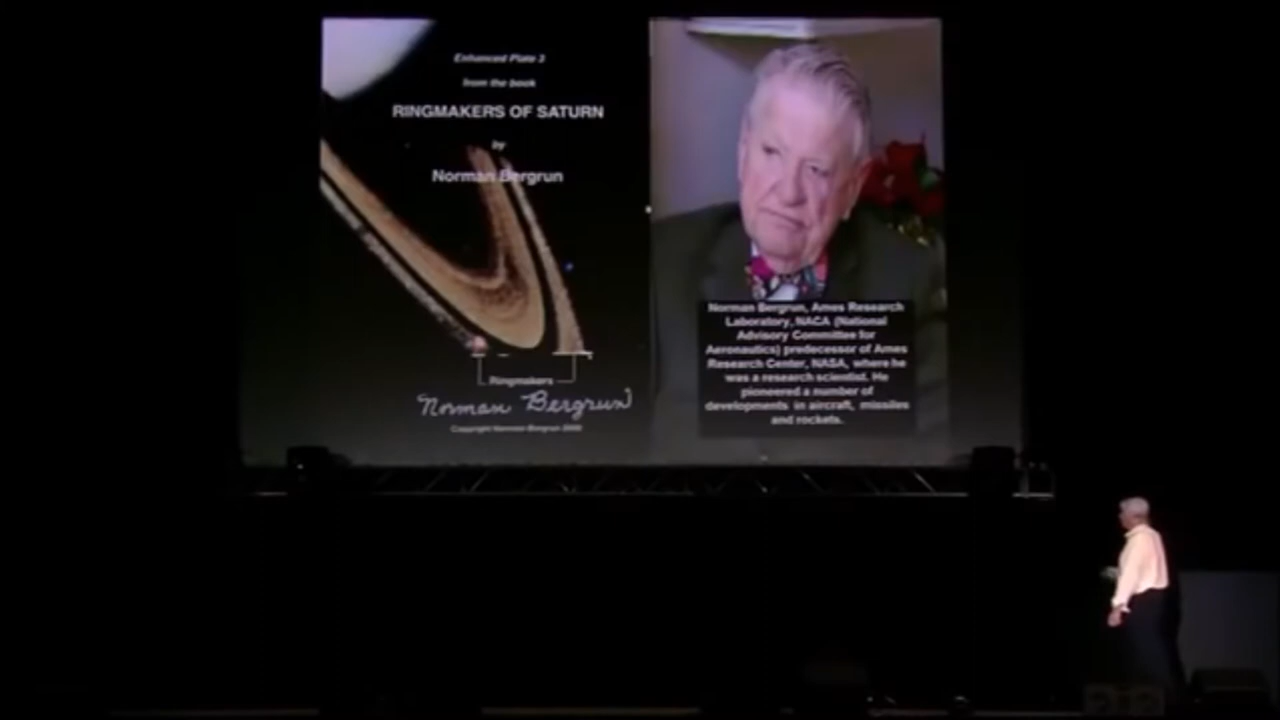 Enhanced Plate 3
from the book
RINGMAKERS OF SATURN
by
Norman Bergrun
Ringmakers
Norman Bergrun
Copyright Norman Bergrun
Norman Bergrun, Ames Research
Laboratory, NACA (National
Advisory Committee for
Aeronautics) predecessor of Ames
Research Center, NASA, where he
was a research scientist. He
pioneered a number of
developments in aircraft, missiles
and rockets.